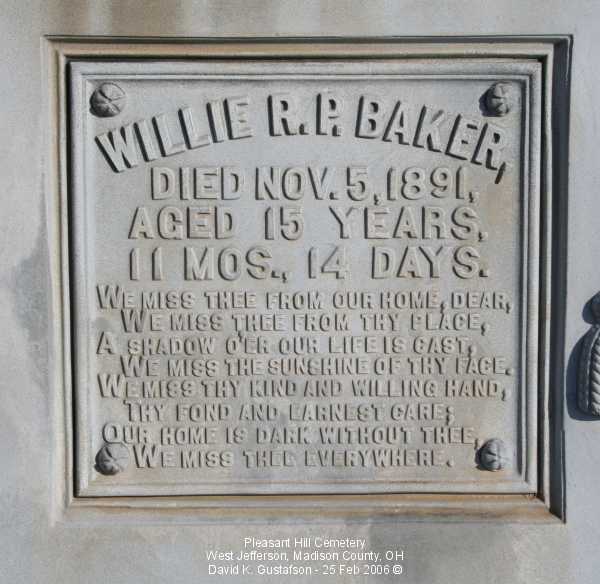 WILLIE R. P. BAKER,
DIED NOV. 5, 1891,
AGED 15 YEARS,
11 MOS., 14 DAYS.
WE MISS THEE FROM OUR HOME, DEAR,
WE MISS THEE FROM THY PLACE,
A SHADOW O'ER OUR LIFE IS CAST,
WE MISS THE SUNSHINE OF THY FACE.
WE MISS THY KIND AND WILLING HAND,
THY FOND AND EARNEST CARE;
OUR HOME IS DARK WITHOUT THEE,
WE MISS THEE EVERYWHERE.
Pleasant Hill Cemetery
West Jefferson, Madison County, OH
David K. Gustafson - 25 Feb 2006 ©